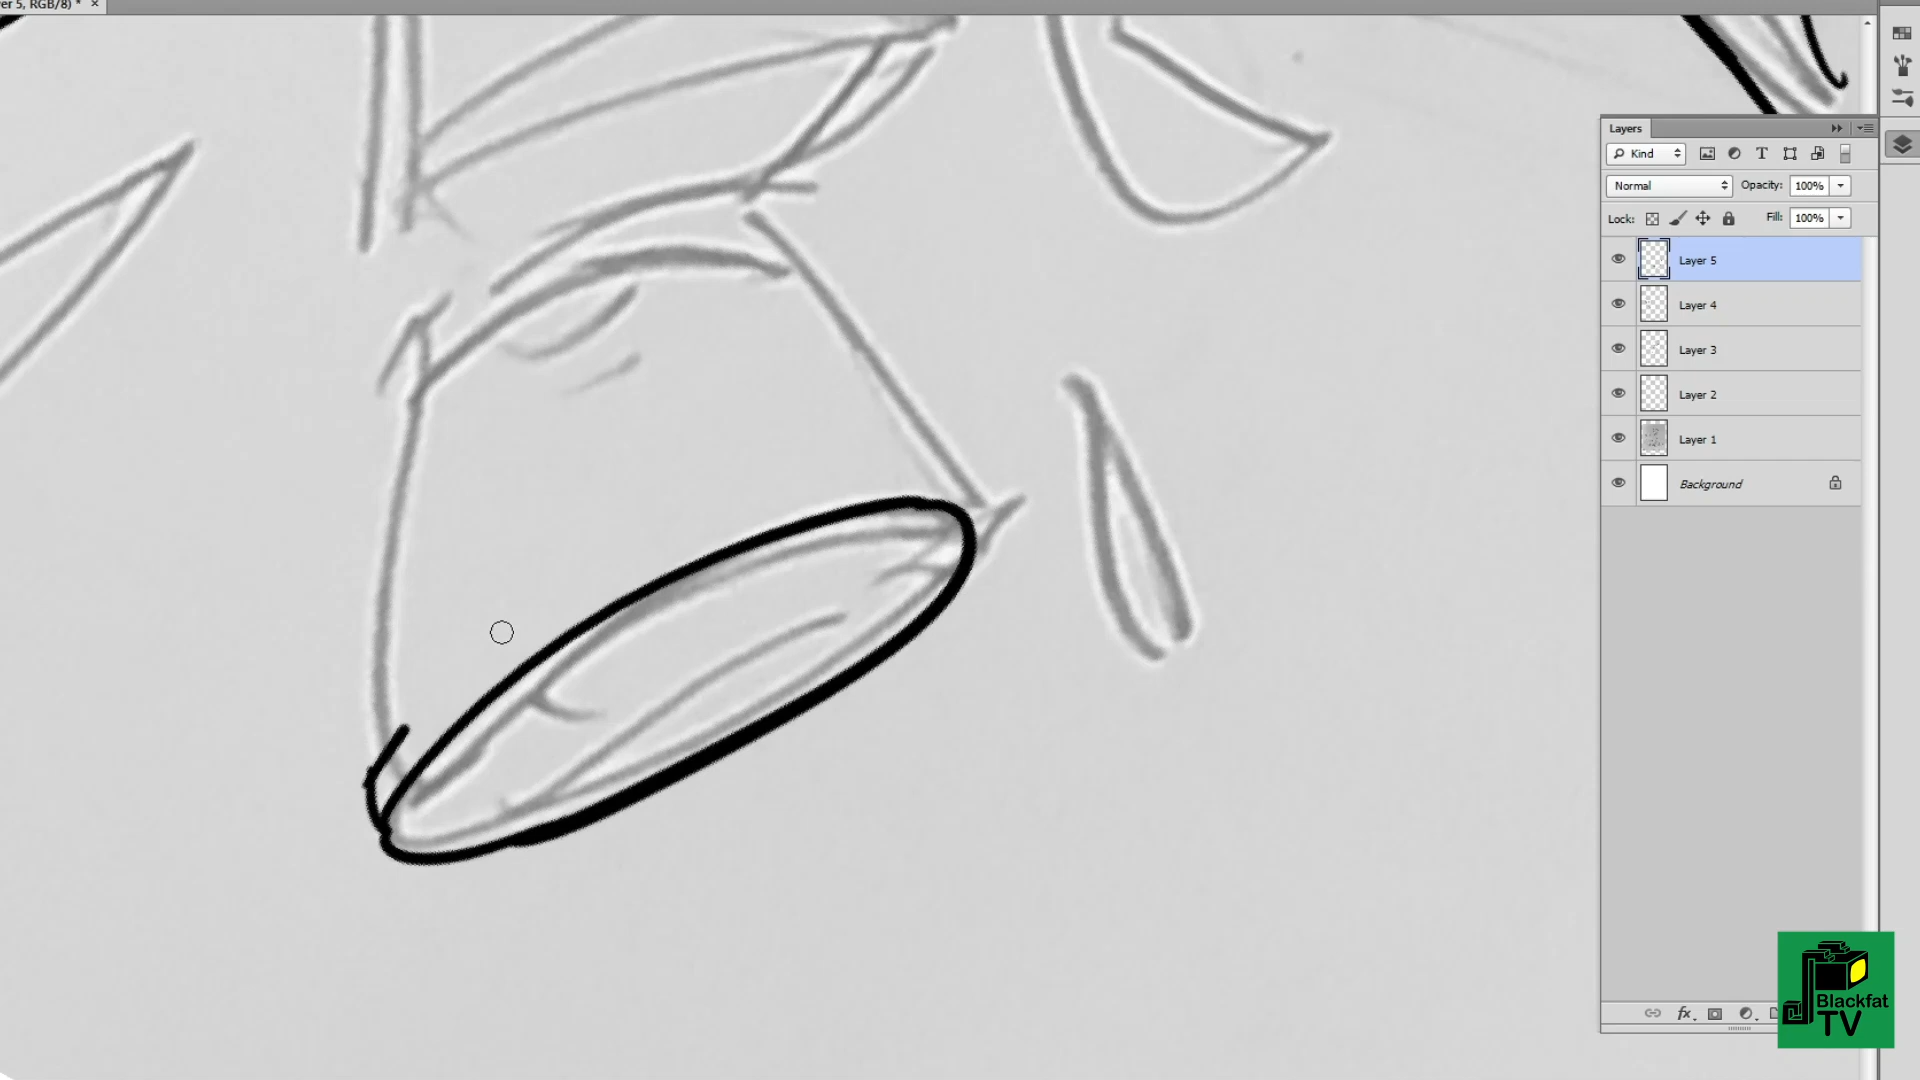 er 5, RGB/8) * ×
Layers
Kind
Normal Opacity: 100%
Lock: Fill: 100%
Layer 5
Layer 4
Layer 3
Layer 2
Layer 1
Background
fx
Blackfat
TV